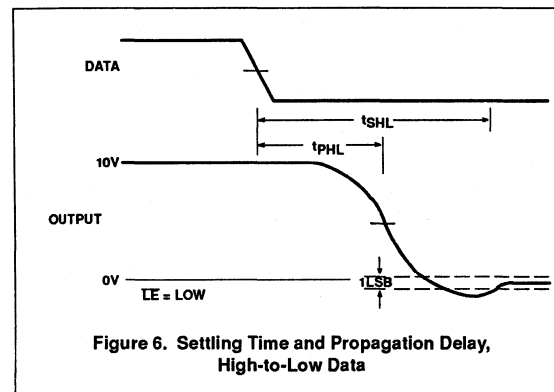 DATA
tSHL
tPHL
10V
OUTPUT
0V
1LSB
LE = LOW
Figure 6. Settling Time and Propagation Delay,
High-to-Low Data